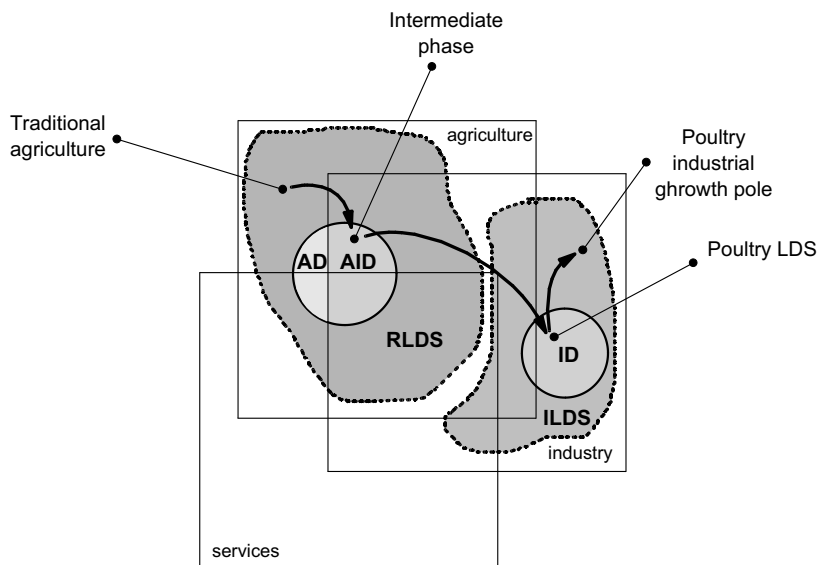 Intermediate
phase
Traditional
agriculture
agriculture
Poultry
industrial
ghrowth pole
Poultry LDS
AD AID
RLDS
ID
ILDS
industry
services